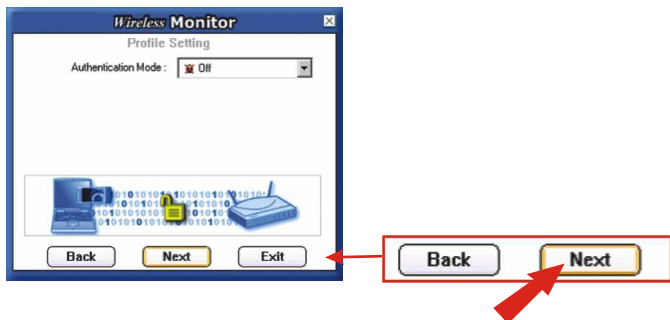 Wireless Monitor
Profile Setting
Authentication Mode : Off
Back Next Exit
Back Next